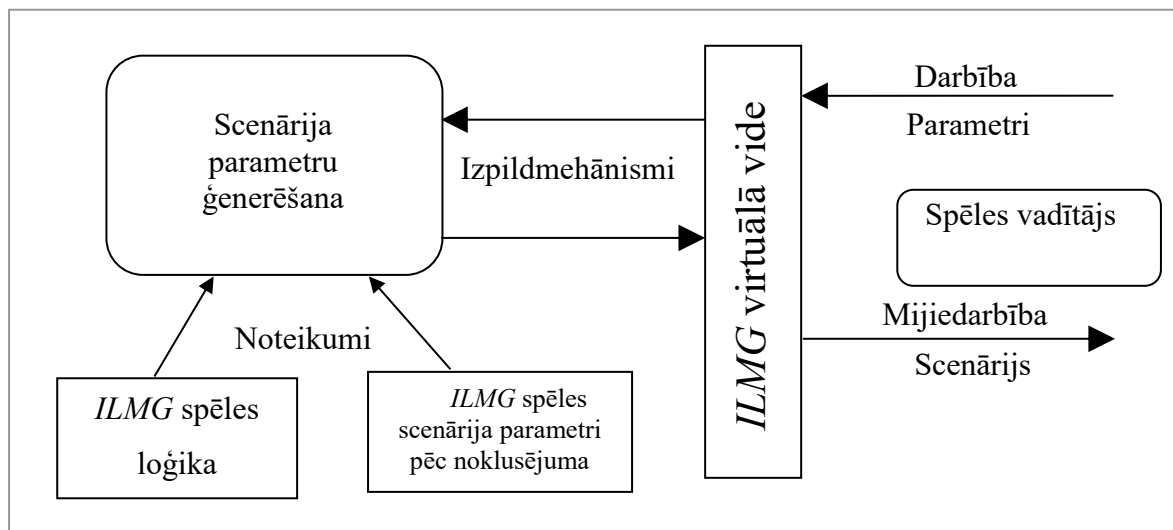 Scenārija
parametru
ģenerēšana
Izpildmehānismi
ILMG virtuālā vide
Darbība
Parametri
Spēles vadītājs
Mijiedarbība
Scenārijs
Noteikumi
ILMG spēles
loģika
ILMG spēles
scenārija parametri
pēc noklusējuma